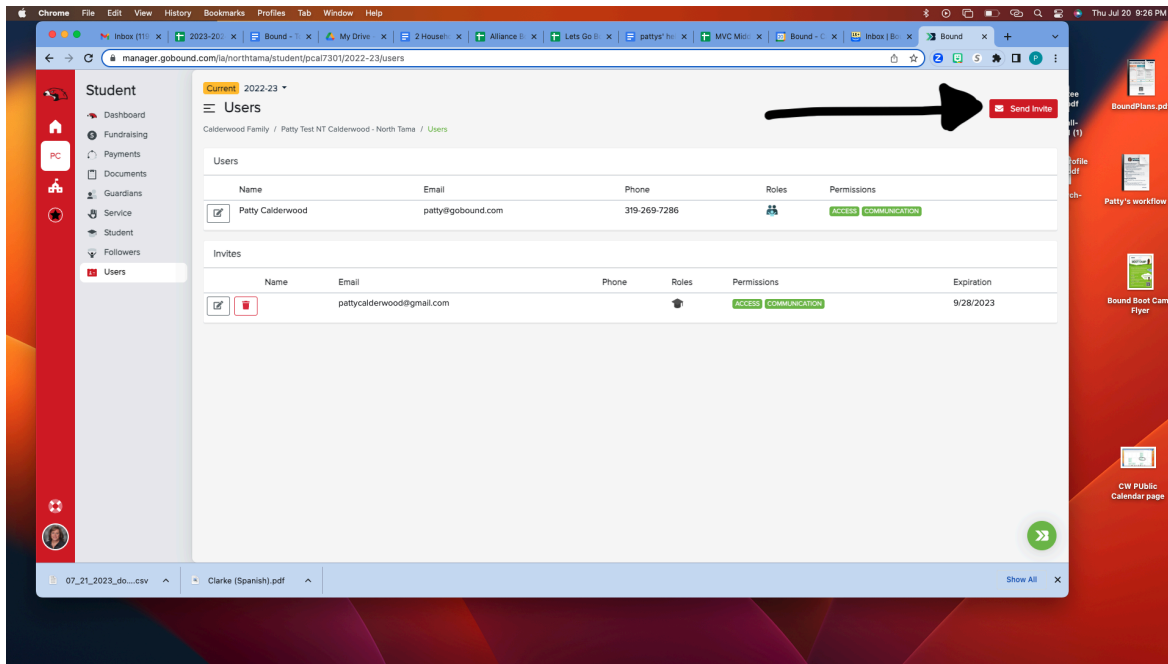 Chrome File Edit View History Bookmarks Profiles Tab Window Help Thu Jul 20 9:26 PM
Inbox (119 2023-202 Bound - T My Drive - 2 Househo Alliance B Lets Go B pattys' ho MVC Midd Bound - C Inbox | Bo Bound
manager.gobound.com/ia/northtama/student/pcal7301/2022-23/users
Student
Dashboard
Fundraising
Payments
Documents
Guardians
Service
Student
Followers
Users
PC
Current 2022-23
Users
Send Invite
Calderwood Family / Patty Test NT Calderwood - North Tama / Users
Users
Name Email Phone Roles Permissions
Patty Calderwood patty@gobound.com 319-269-7286 ACCESS COMMUNICATION
Invites
Name Email Phone Roles Permissions Expiration
pattycalderwood@gmail.com ACCESS COMMUNICATION 9/28/2023
07_21_2023_do....csv Clarke (Spanish).pdf Show All
BoundPlans.pd
Patty's workflow
Bound Boot Cam
Flyer
CW PUblic
Calendar page